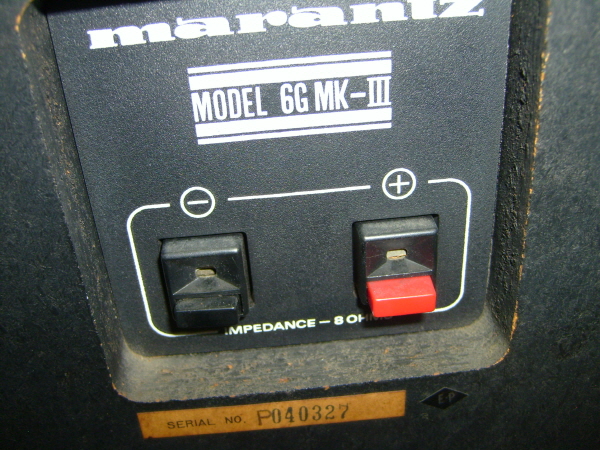 marantz
MODEL 6G MK-III
− +
IMPEDANCE - 8 OHMS
SERIAL NO. P040327
E-P